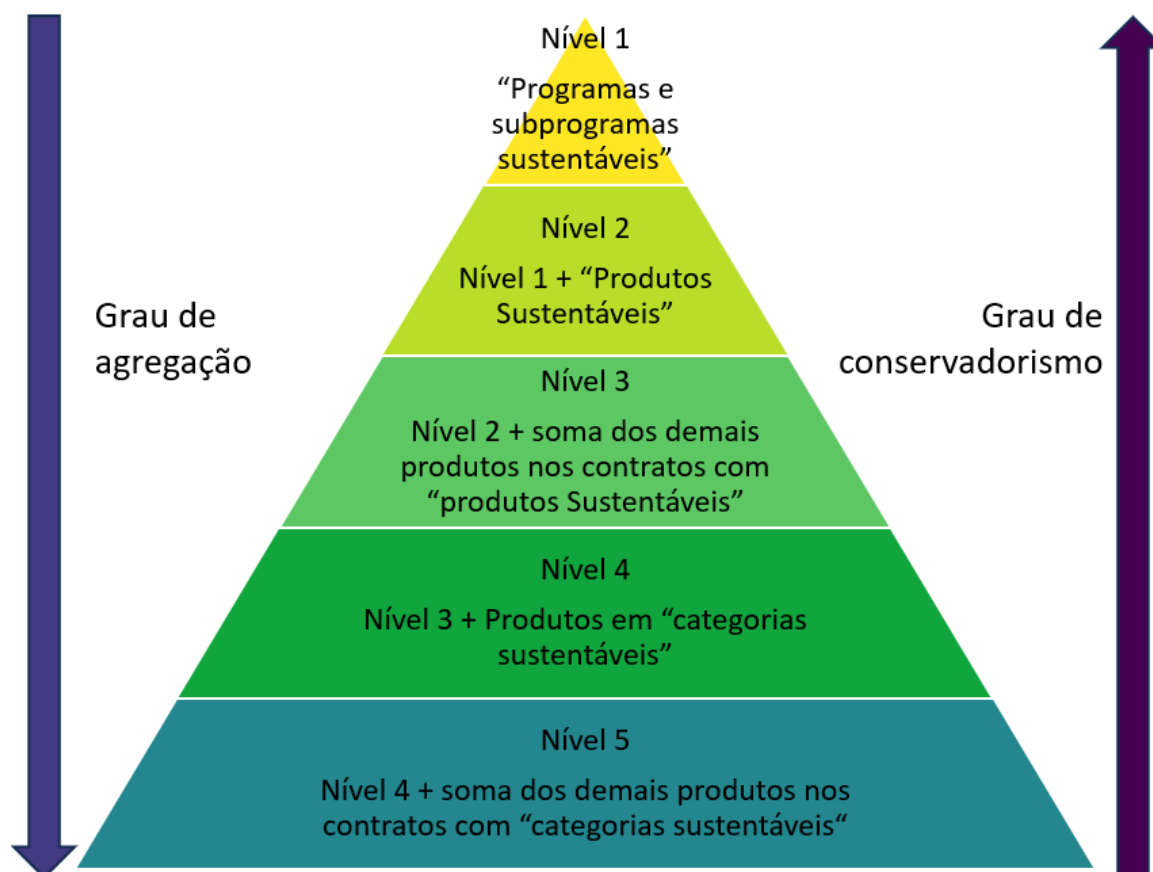 Nível 1
“Programas e
subprogramas
sustentáveis”
Nível 2
Nível 1 + “Produtos
Sustentáveis”
Grau de
agregação
Grau de
conservadorismo
Nível 3
Nível 2 + soma dos demais
produtos nos contratos com
“produtos Sustentáveis”
Nível 4
Nível 3 + Produtos em “categorias
sustentáveis”
Nível 5
Nível 4 + soma dos demais produtos nos
contratos com “categorias sustentáveis“